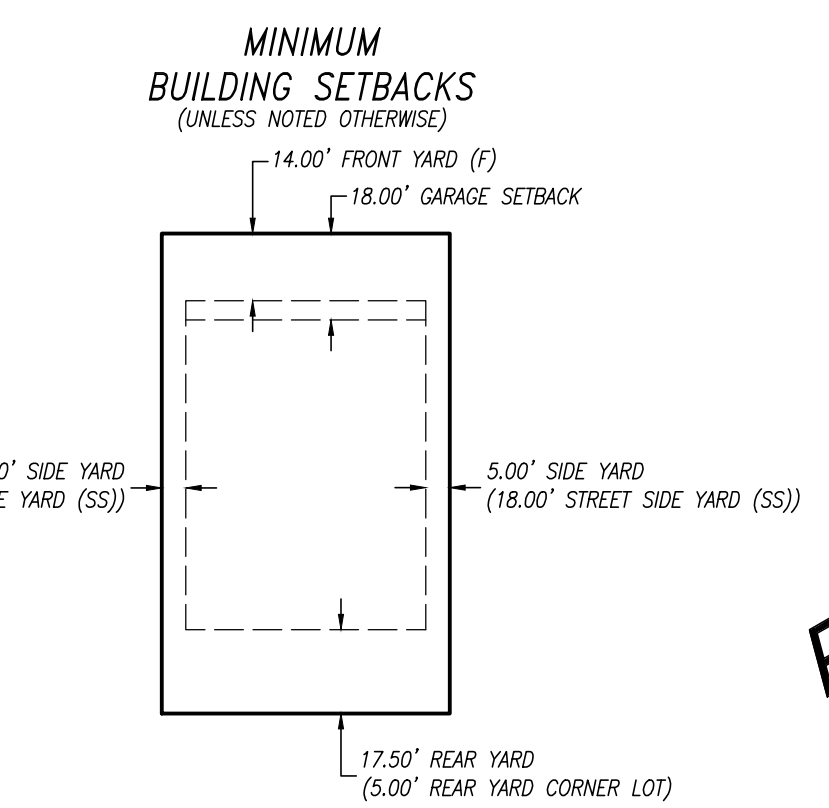 MINIMUM
BUILDING SETBACKS
(UNLESS NOTED OTHERWISE)
14.00' FRONT YARD (F)
18.00' GARAGE SETBACK
0' SIDE YARD
YARD (SS))
5.00' SIDE YARD
(18.00' STREET SIDE YARD (SS))
17.50' REAR YARD
(5.00' REAR YARD CORNER LOT)